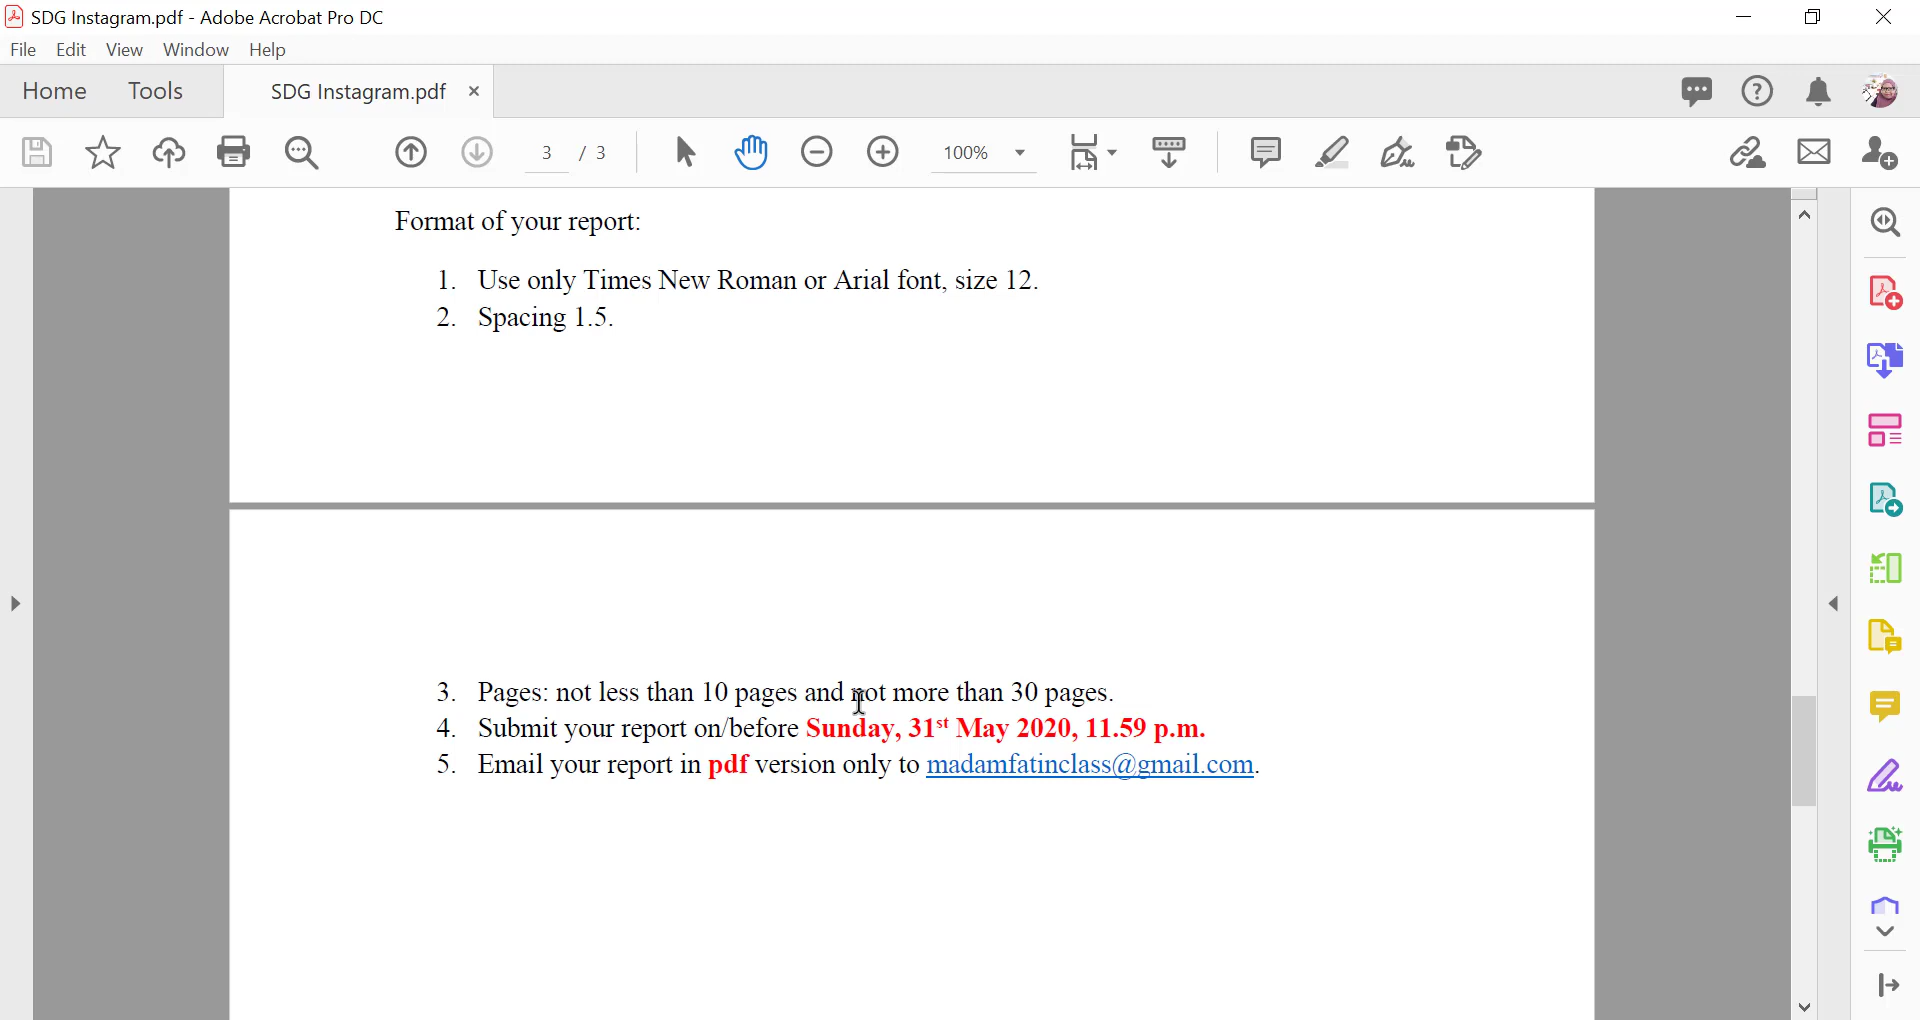 SDG Instagram.pdf - Adobe Acrobat Pro DC
File Edit View Window Help
Home Tools SDG Instagram.pdf ×
3 / 3 100%
Format of your report:
1. Use only Times New Roman or Arial font, size 12.
2. Spacing 1.5.
3. Pages: not less than 10 pages and not more than 30 pages.
4. Submit your report on/before Sunday, 31st May 2020, 11.59 p.m.
5. Email your report in pdf version only to madamfatinclass@gmail.com.